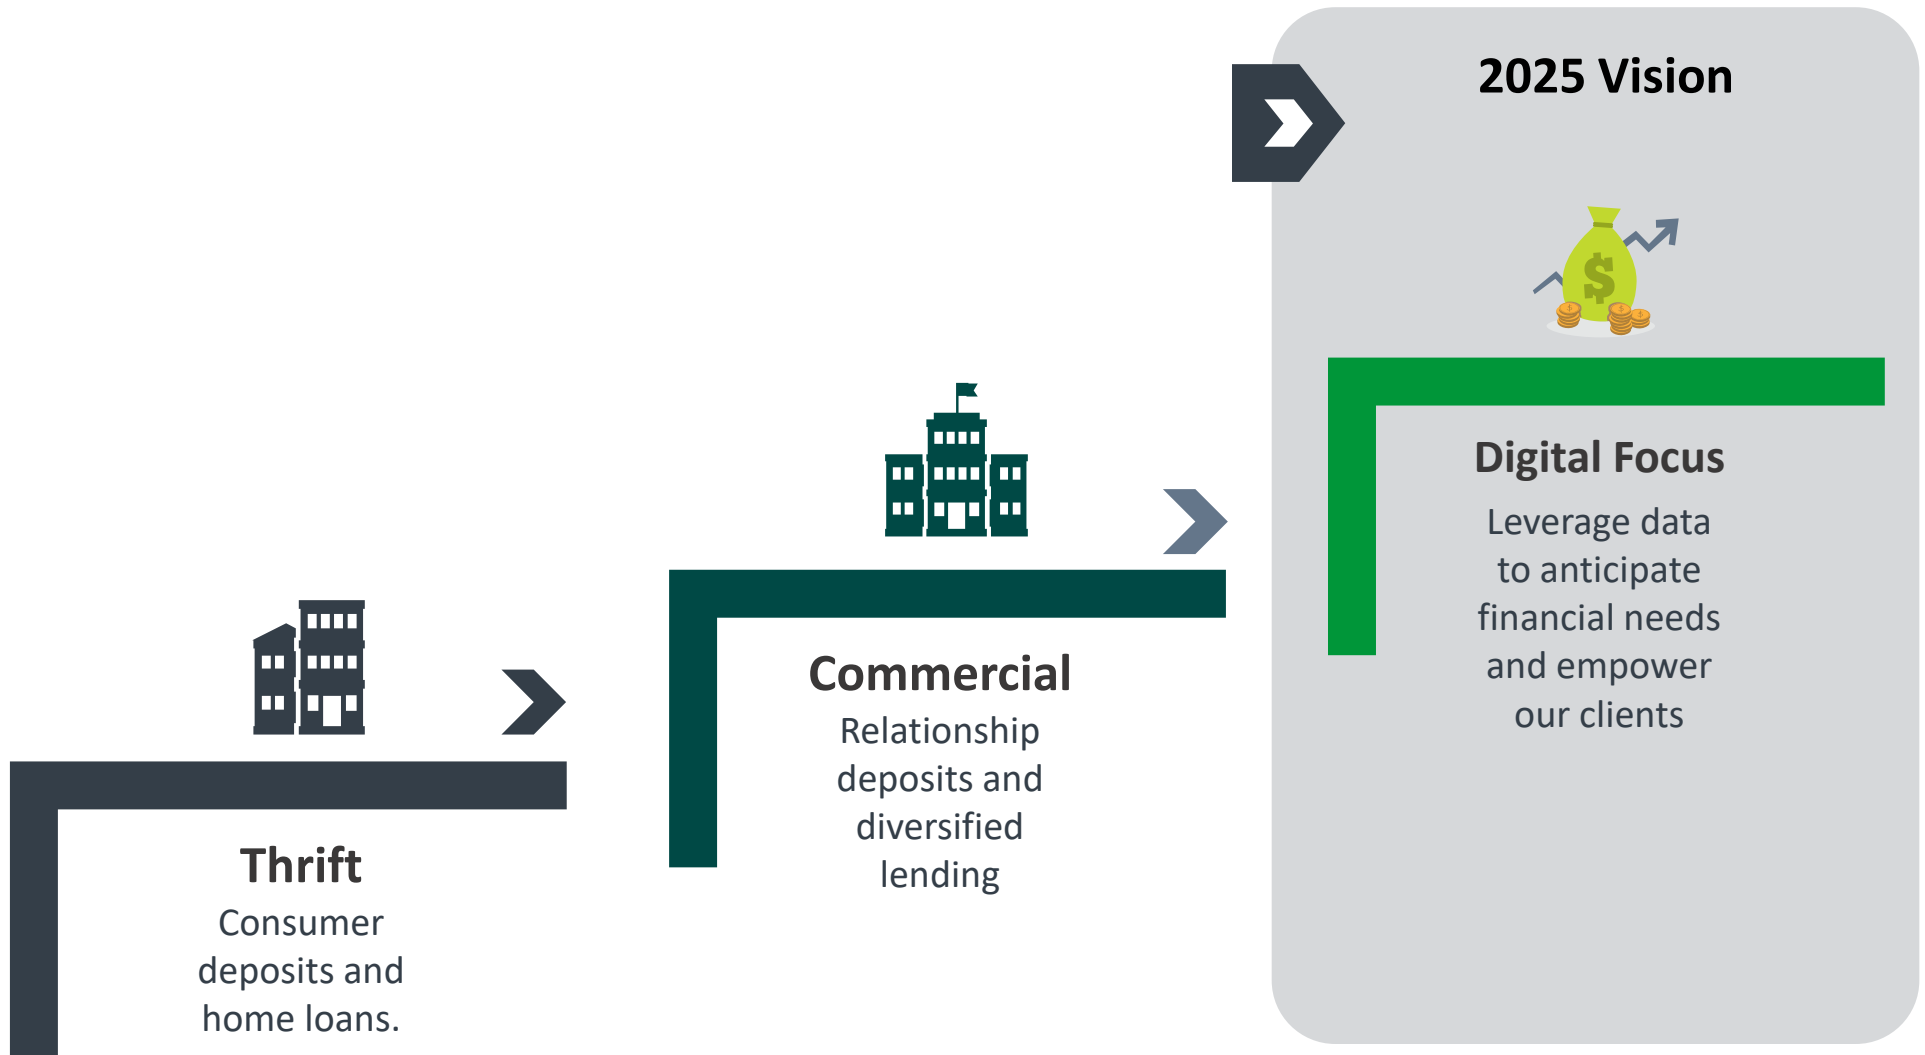 2025 Vision
$
Digital Focus
Leverage data
to anticipate
financial needs
and empower
our clients
Commercial
Relationship
deposits and
diversified
lending
Thrift
Consumer
deposits and
home loans.